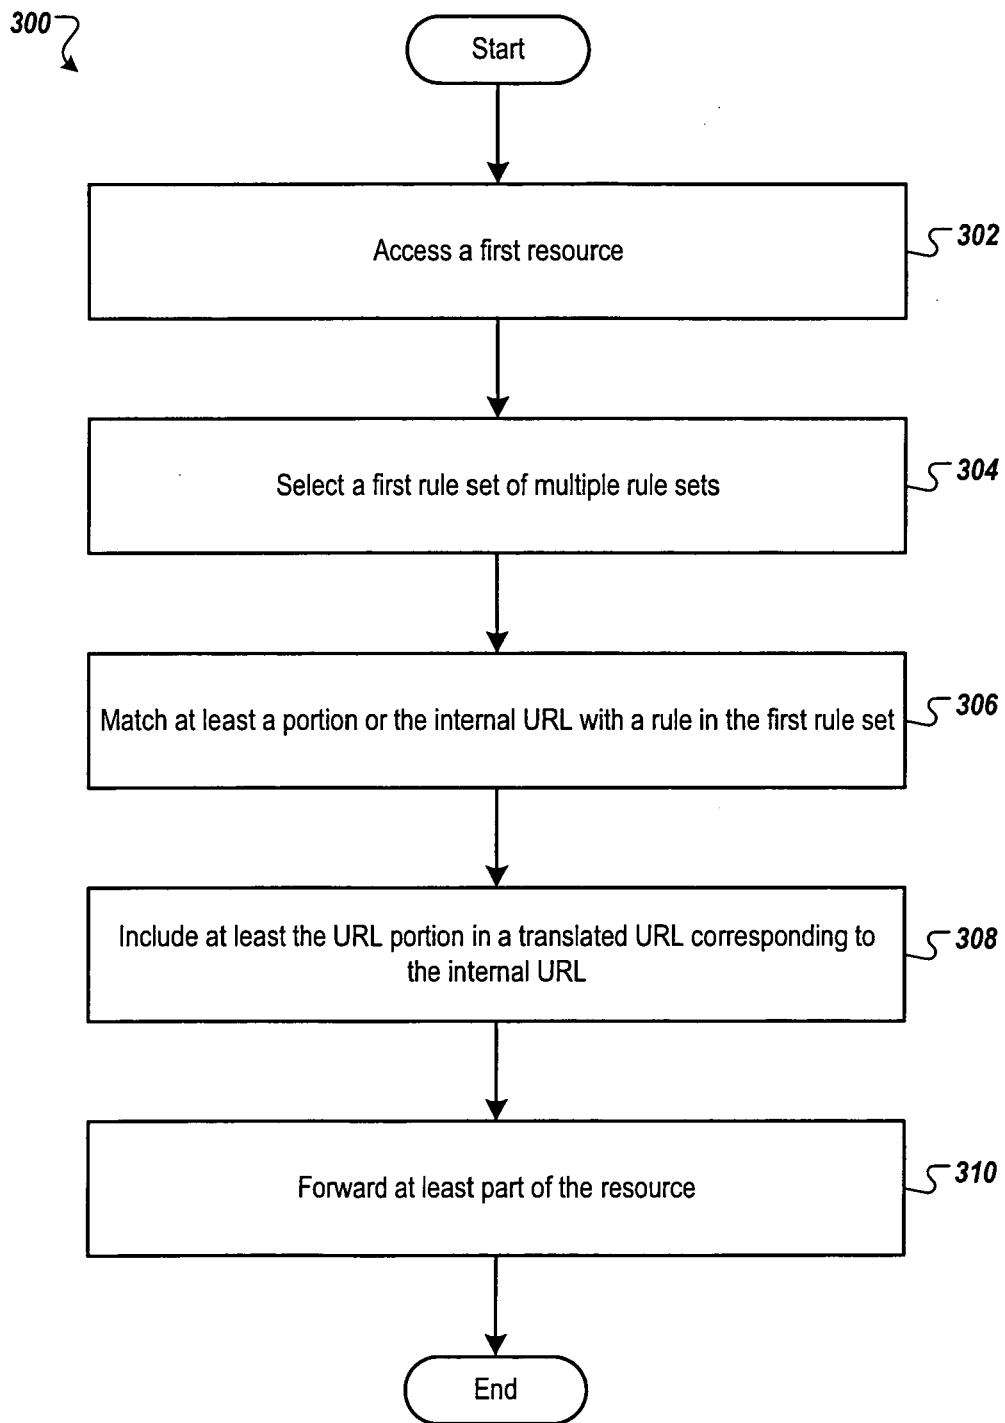 300
Start
Access a first resource
302
Select a first rule set of multiple rule sets
304
Match at least a portion or the internal URL with a rule in the first rule set
306
Include at least the URL portion in a translated URL corresponding to
the internal URL
308
Forward at least part of the resource
310
End